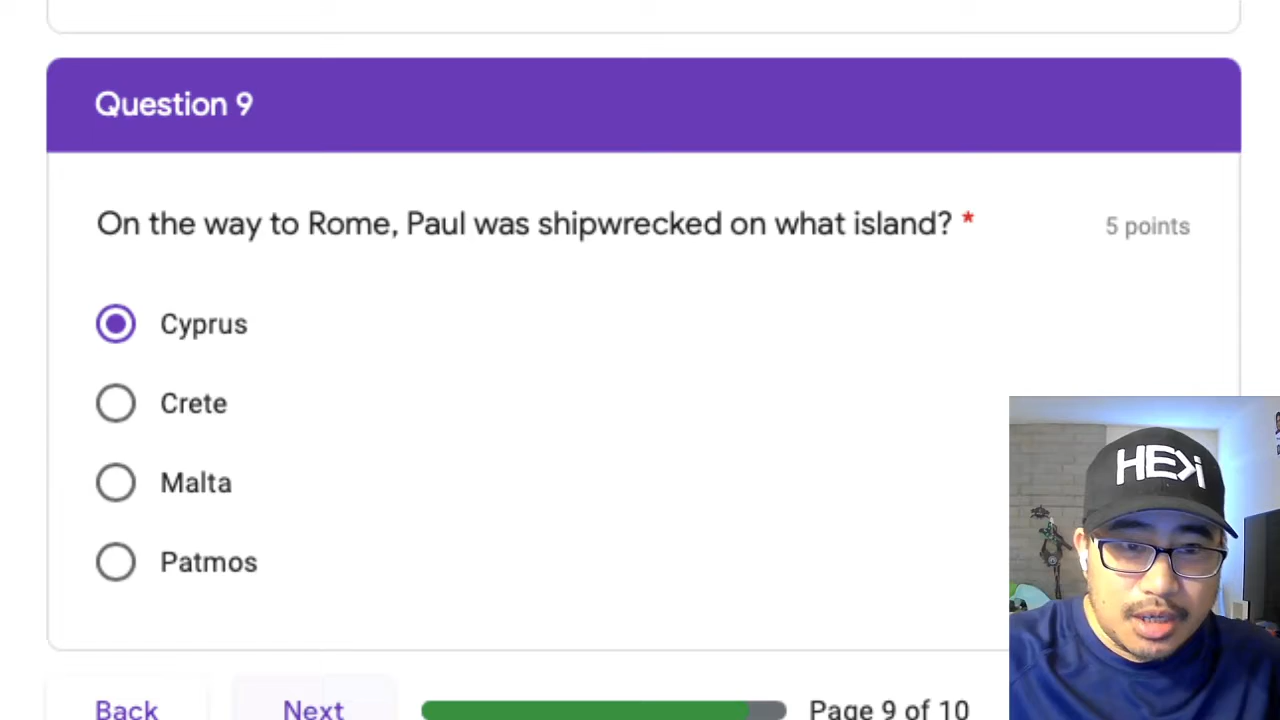 Question 9
On the way to Rome, Paul was shipwrecked on what island? *
5 points
Cyprus
Crete
Malta
Patmos
HE>i
Back
Next
Page 9 of 10